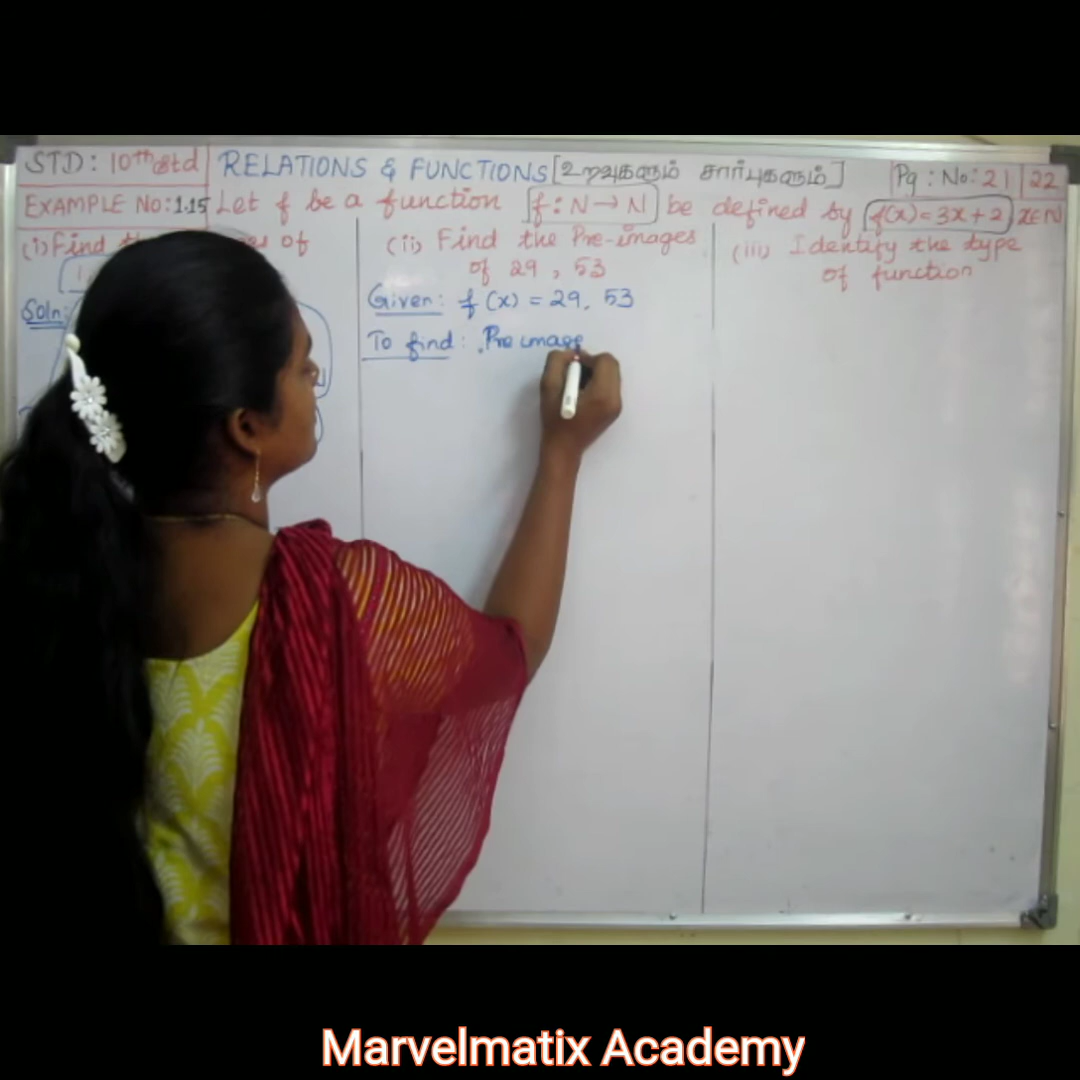 STD: 10th std RELATIONS & FUNCTIONS [உறவுகளும் சார்புகளும்] Pg: No: 21 22
EXAMPLE No: 1.15 Let f be a function f: N → N be defined by f(x) = 3x + 2, x∈N
(i) Find of
(ii) Find the Pre-images
of 29, 53
(iii) Identify the type
of function
Soln:
Given: f (x) = 29, 53
To find: Pre image
Marvelmatix Academy